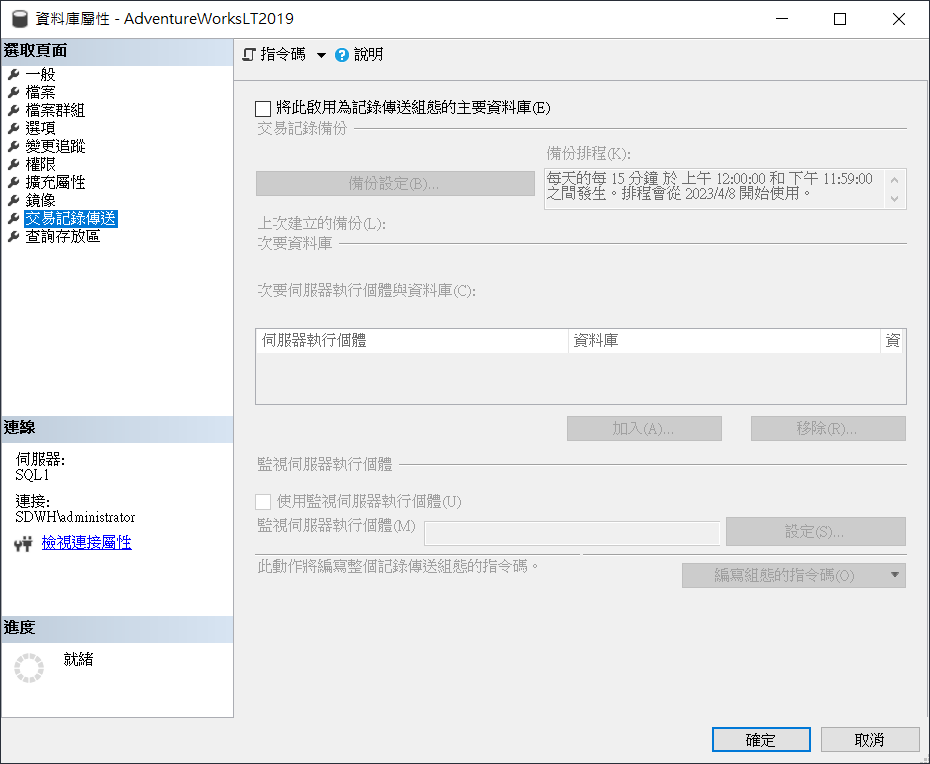 資料庫屬性 - AdventureWorksLT2019
選取頁面
一般
檔案
檔案群組
選項
變更追蹤
權限
擴充屬性
鏡像
交易記錄傳送
查詢存放區
連線
伺服器:
SQL1
連接:
SDWH\administrator
檢視連接屬性
進度
就緒
指令碼
說明
將此啟用為記錄傳送組態的主要資料庫(E)
交易記錄備份
備份排程(K):
備份設定(B)...
每天的每 15 分鐘 於 上午 12:00:00 和 下午 11:59:00
之間發生。排程會從 2023/4/8 開始使用。
上次建立的備份(L):
次要資料庫
次要伺服器執行個體與資料庫(C):
伺服器執行個體 資料庫 資
加入(A)... 移除(R)...
監視伺服器執行個體
使用監視伺服器執行個體(U)
監視伺服器執行個體(M)
設定(S)...
此動作將編寫整個記錄傳送組態的指令碼。
編寫組態的指令碼(O)
確定 取消